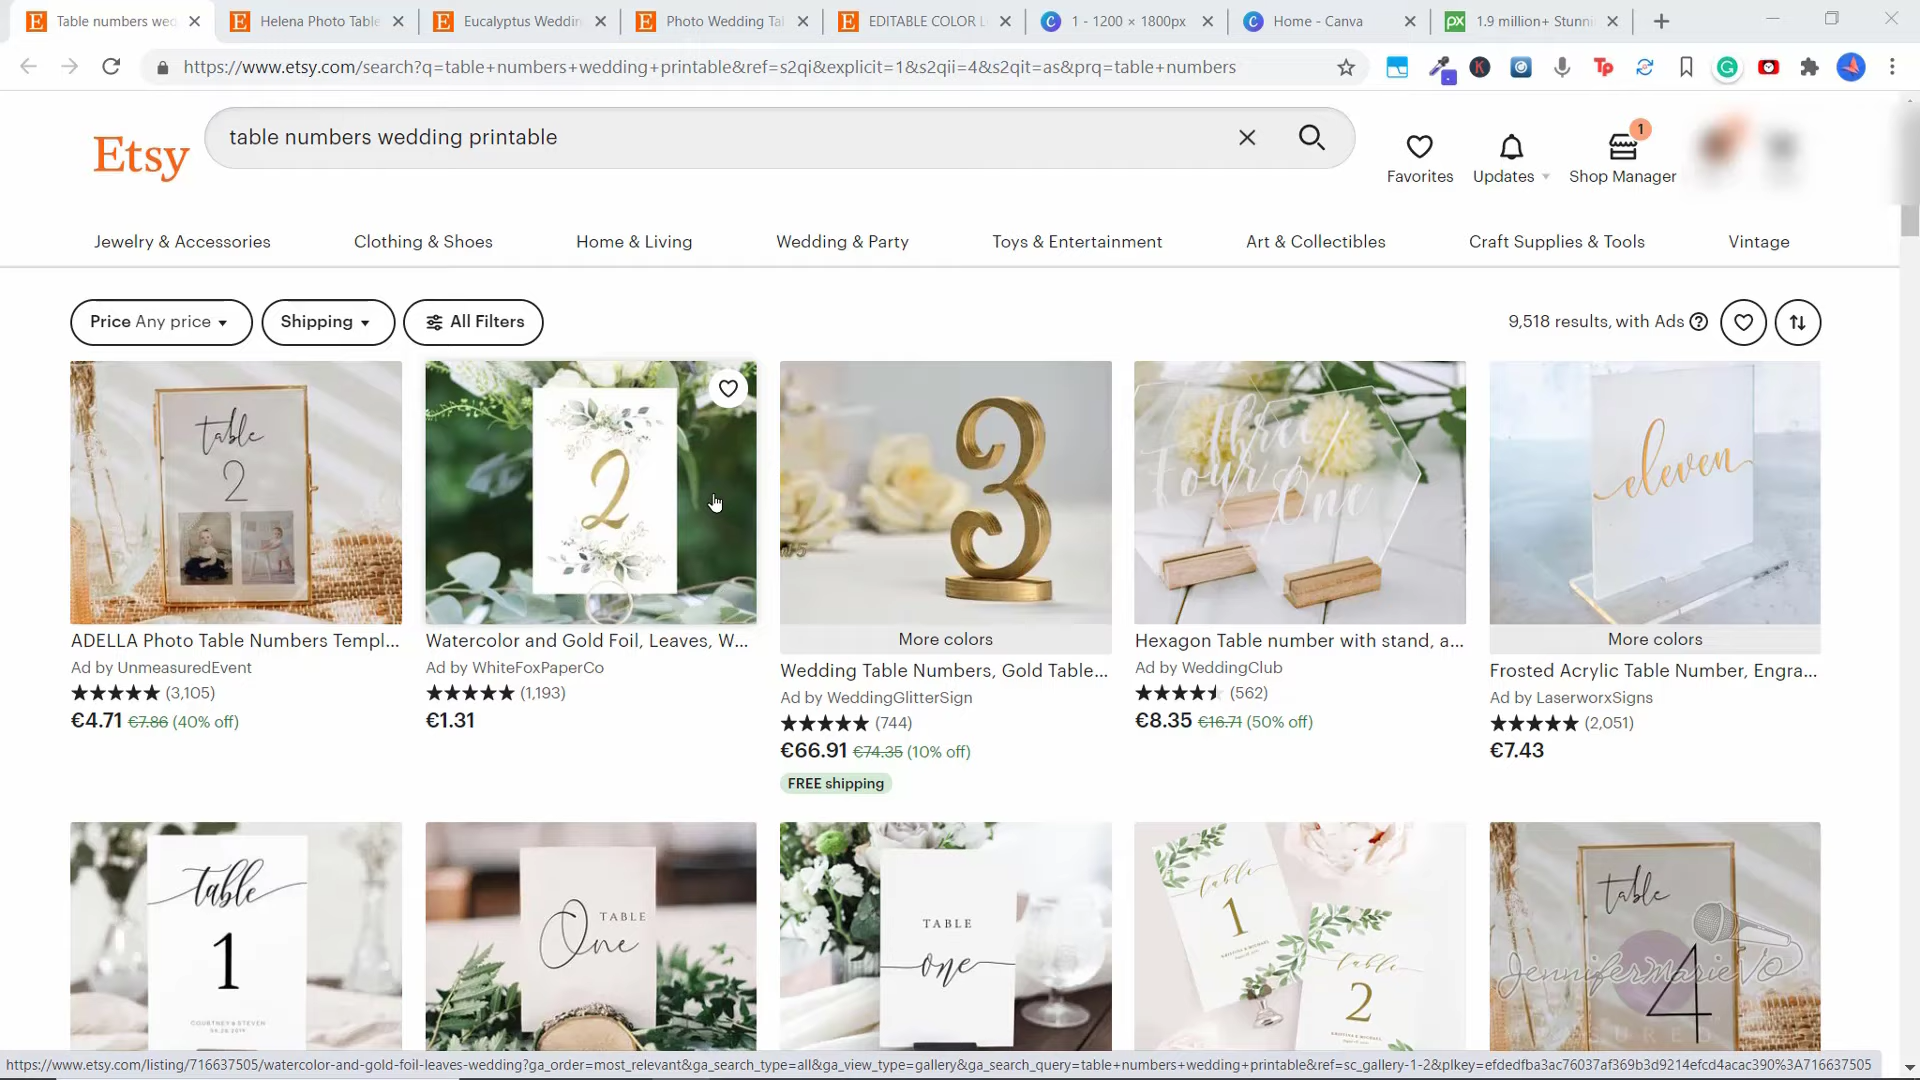 Table numbers wed
Helena Photo Table
Eucalyptus Weddin
Photo Wedding Ta
EDITABLE COLOR L
1 - 1200 × 1800px
Home - Canva
1.9 million+ Stunni
https://www.etsy.com/search?q=table+numbers+wedding+printable&ref=s2qi&explicit=1&s2qii=4&s2qit=as&prq=table+numbers
Etsy
table numbers wedding printable
1
Favorites
Updates
Shop Manager
Jewelry & Accessories
Clothing & Shoes
Home & Living
Wedding & Party
Toys & Entertainment
Art & Collectibles
Craft Supplies & Tools
Vintage
Price Any price
Shipping
All Filters
9,518 results, with Ads
table
2
2
3
Three
Four
One
eleven
More colors
More colors
ADELLA Photo Table Numbers Templ...
Ad by UnmeasuredEvent
(3,105)
€4.71 €7.86 (40% off)
Watercolor and Gold Foil, Leaves, W...
Ad by WhiteFoxPaperCo
(1,193)
€1.31
Wedding Table Numbers, Gold Table...
Ad by WeddingGlitterSign
(744)
€66.91 €74.35 (10% off)
FREE shipping
Hexagon Table number with stand, a...
Ad by WeddingClub
(562)
€8.35 €16.71 (50% off)
Frosted Acrylic Table Number, Engra...
Ad by LaserworxSigns
(2,051)
€7.43
table
1
COURTNEY & STEVEN
TABLE
One
TABLE
one
table
1
table
2
table
4
JenniferMarieVO
https://www.etsy.com/listing/716637505/watercolor-and-gold-foil-leaves-wedding?ga_order=most_relevant&ga_search_type=all&ga_view_type=gallery&ga_search_query=table+numbers+wedding+printable&ref=sc_gallery-1-2&plkey=efdedfba3ac76037af369b3d9214efcd4acac390%3A716637505